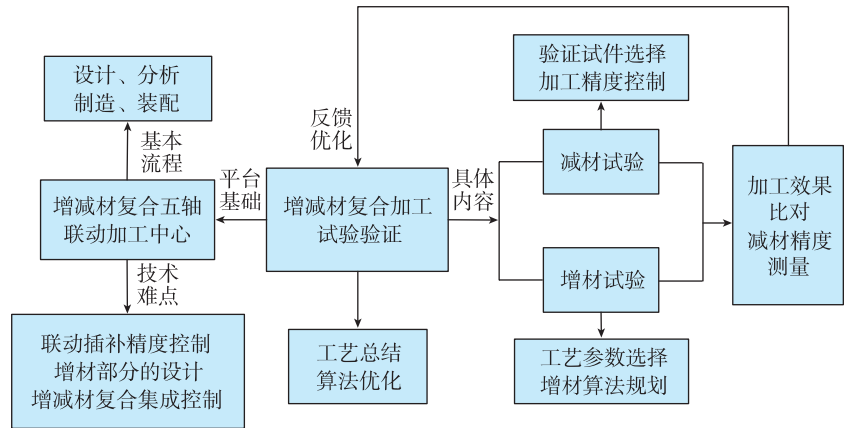 设计、分析
制造、装配
基本
流程
增减材复合五轴
联动加工中心
技术
难点
联动插补精度控制
增材部分的设计
增减材复合集成控制
平台
基础
反馈
优化
增减材复合加工
试验验证
工艺总结
算法优化
具体
内容
验证试件选择
加工精度控制
减材试验
增材试验
工艺参数选择
增材算法规划
加工效果
比对
减材精度
测量